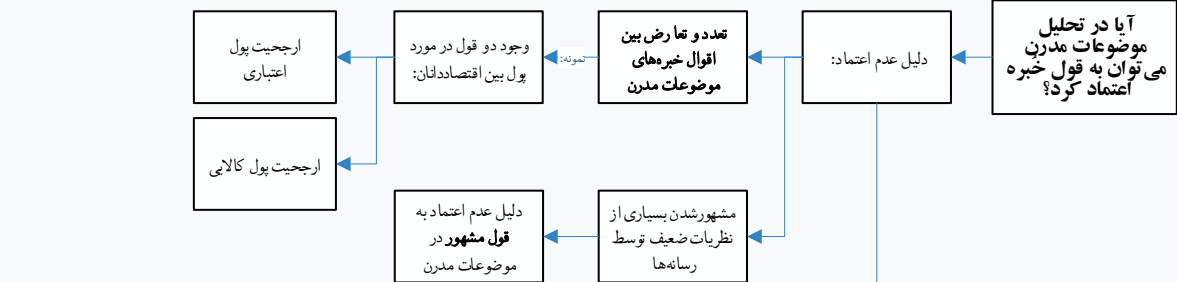 آیا در تحلیل
موضوعات مدرن
می‌توان به قول خُبره
اعتماد کرد؟
دلیل عدم اعتماد:
تعدد و تعارض بین
اقوال خبره‌های
موضوعات مدرن
نمونه:
وجود دو قول در مورد
پول بین اقتصاددانان:
ارجحیت پول
اعتباری
ارجحیت پول کالایی
مشهورشدن بسیاری از
نظریات ضعیف توسط
رسانه‌ها
دلیل عدم اعتماد به
قول مشهور در
موضوعات مدرن